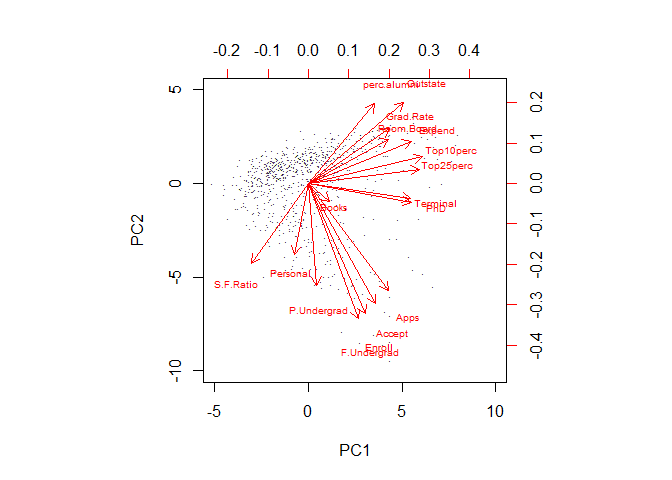 -0.2 -0.1 0.0 0.1 0.2 0.3 0.4
perc.alumni Outstate
Grad.Rate
Room.Board Expend
Top10perc
Top25perc
Terminal
PhD
Books
Personal
S.F.Ratio
P.Undergrad
Apps
Accept
Enroll
F.Undergrad
5
0
-5
-10
PC2
0.2
0.1
0.0
-0.1
-0.2
-0.3
-0.4
-5 0 5 10
PC1